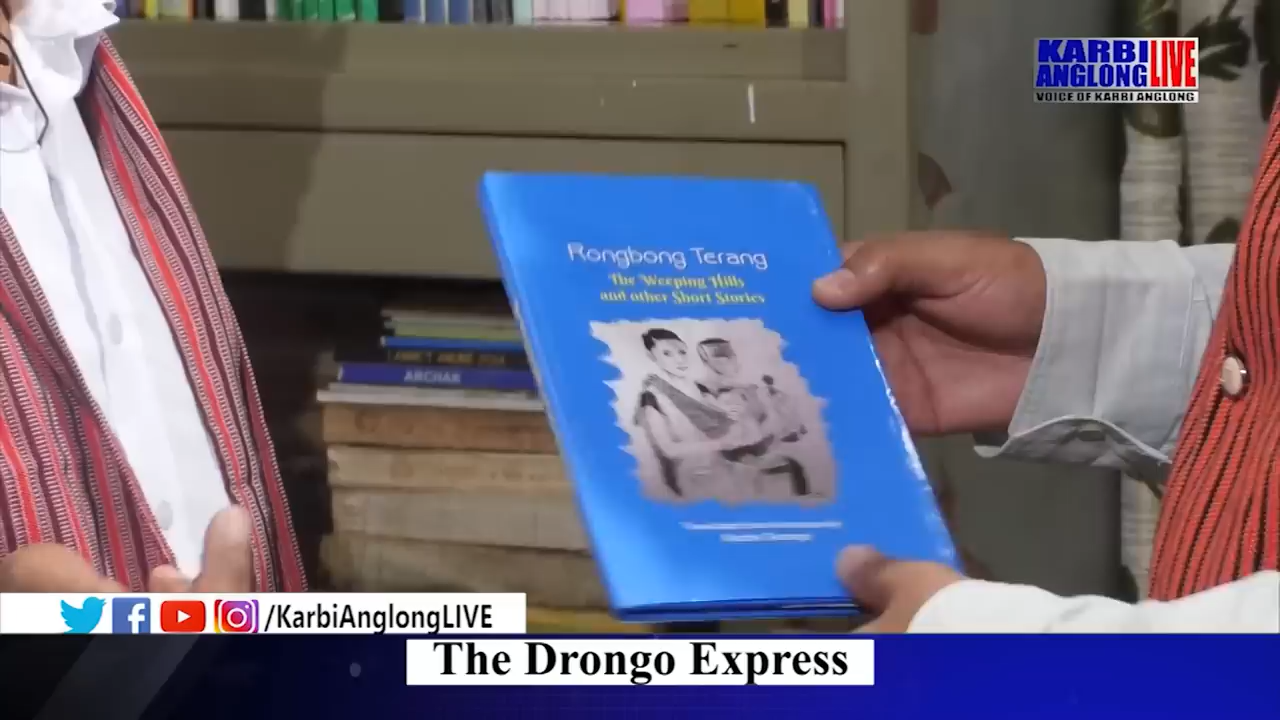 KARBI
ANGLONG LIVE
VOICE OF KARBI ANGLONG
Rongbong Terang
The Weeping Hills
and other Short Stories
ARCHAN
/KarbiAnglongLIVE
The Drongo Express